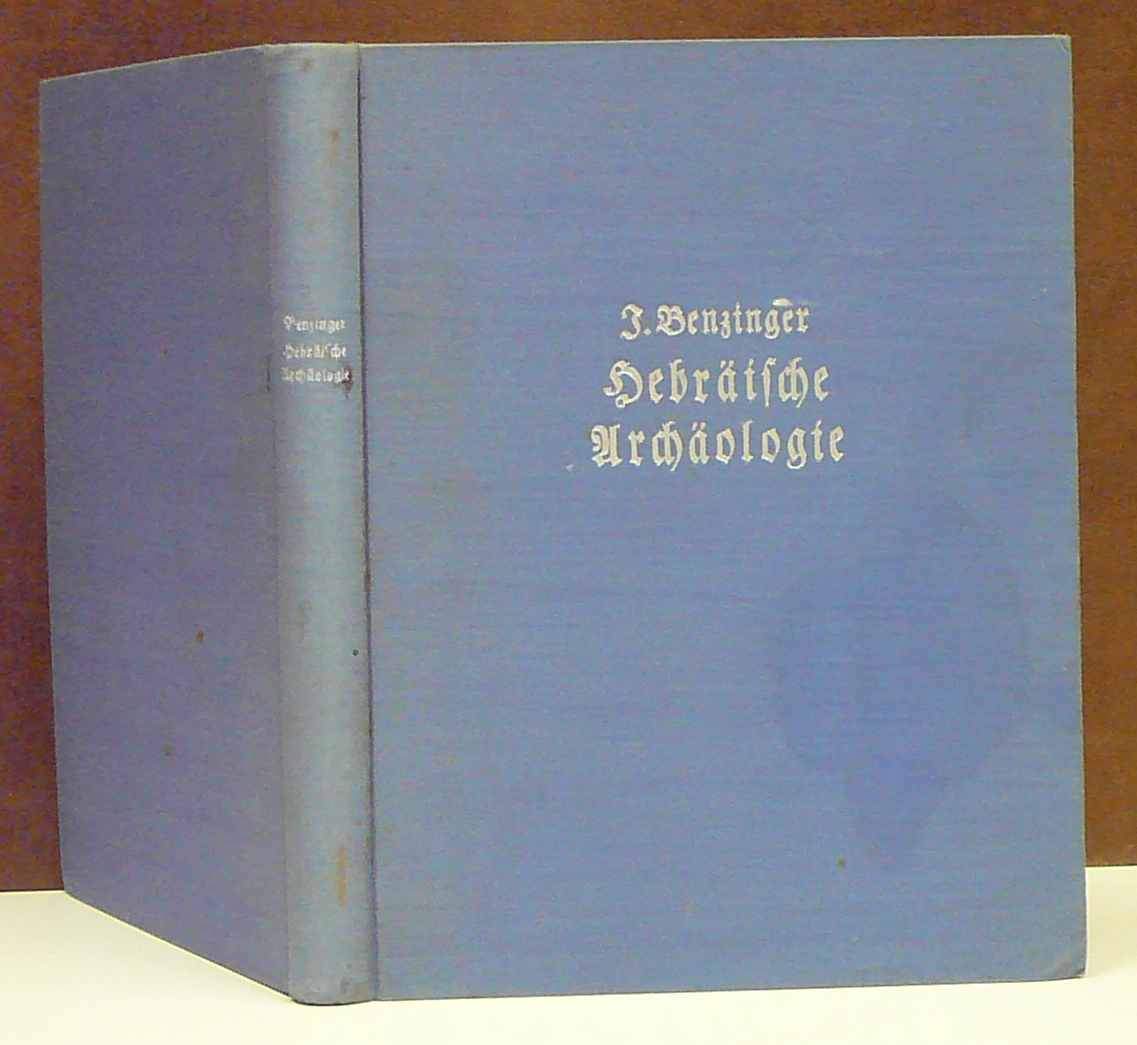 Benzinger
Hebräische
Archäologie
J. Benzinger
Hebräische
Archäologie